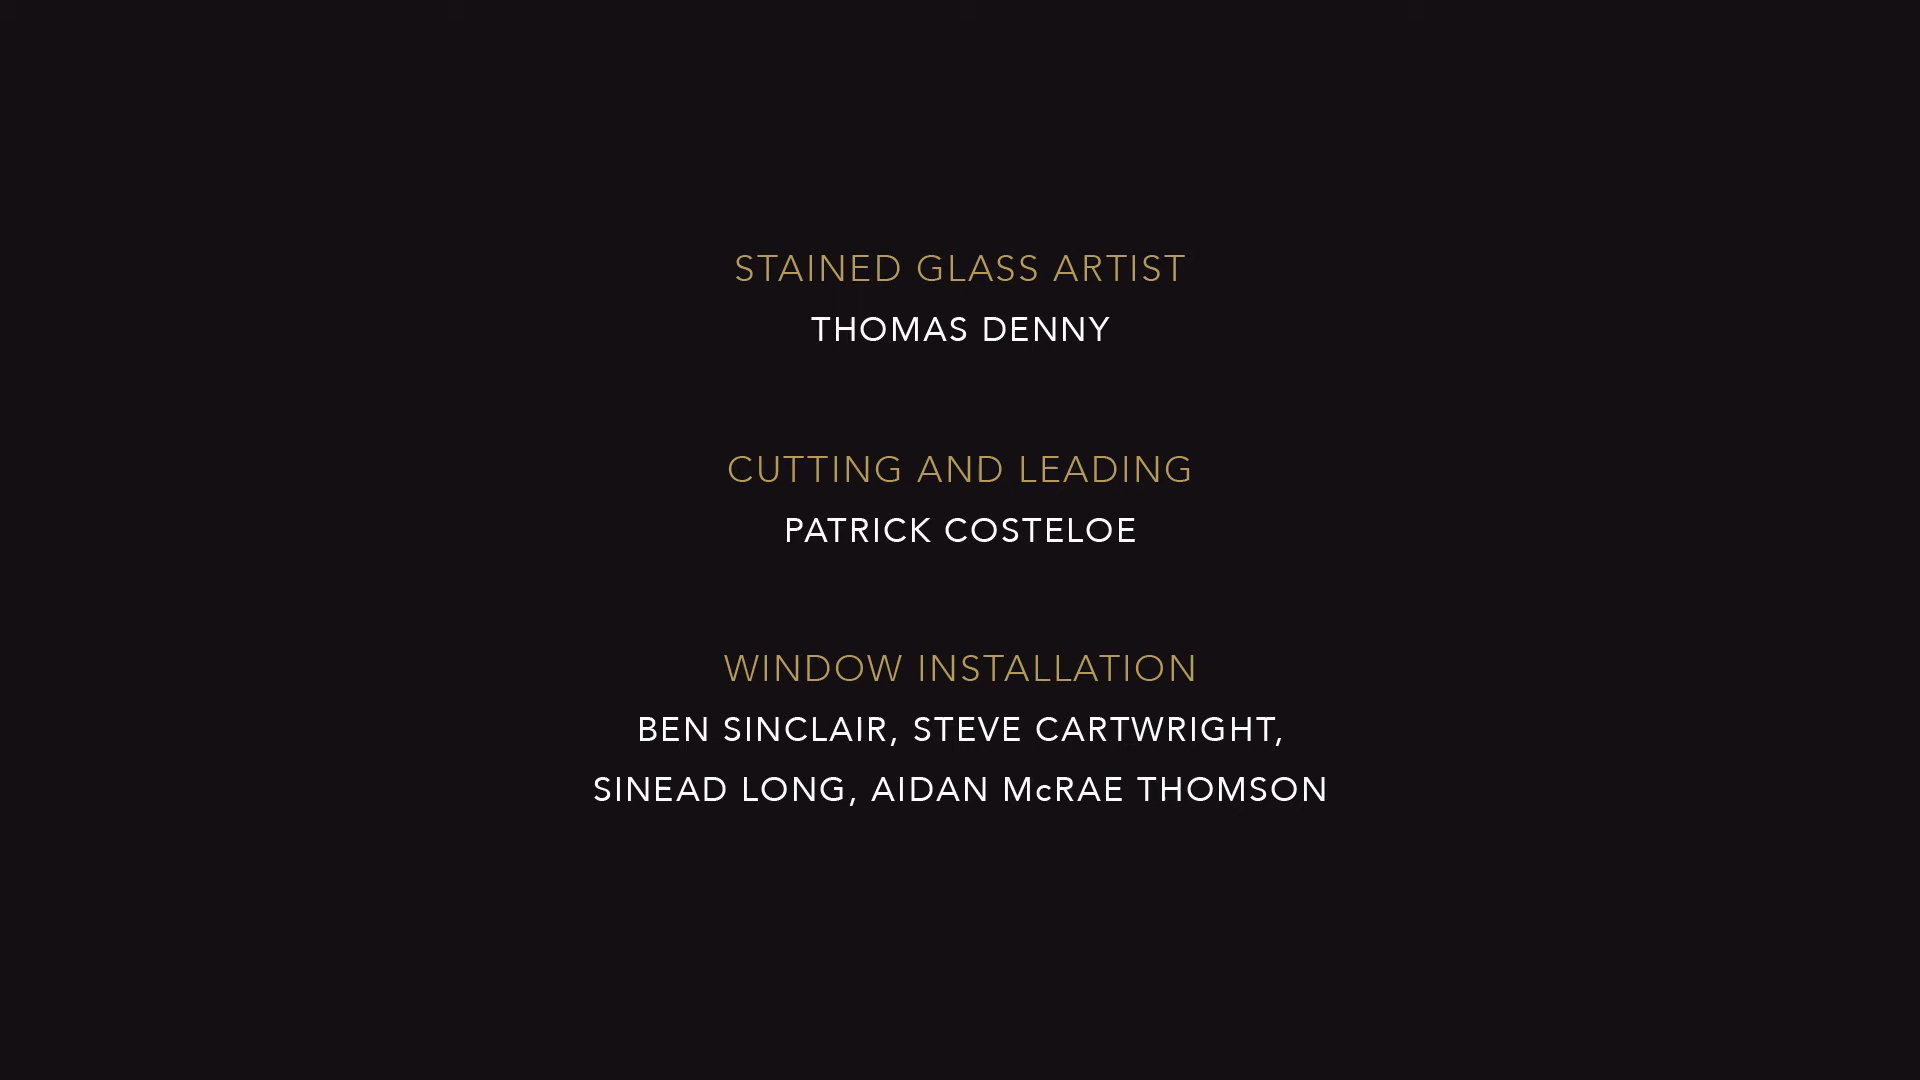 STAINED GLASS ARTIST
THOMAS DENNY
CUTTING AND LEADING
PATRICK COSTELOE
WINDOW INSTALLATION
BEN SINCLAIR, STEVE CARTWRIGHT,
SINEAD LONG, AIDAN McRAE THOMSON